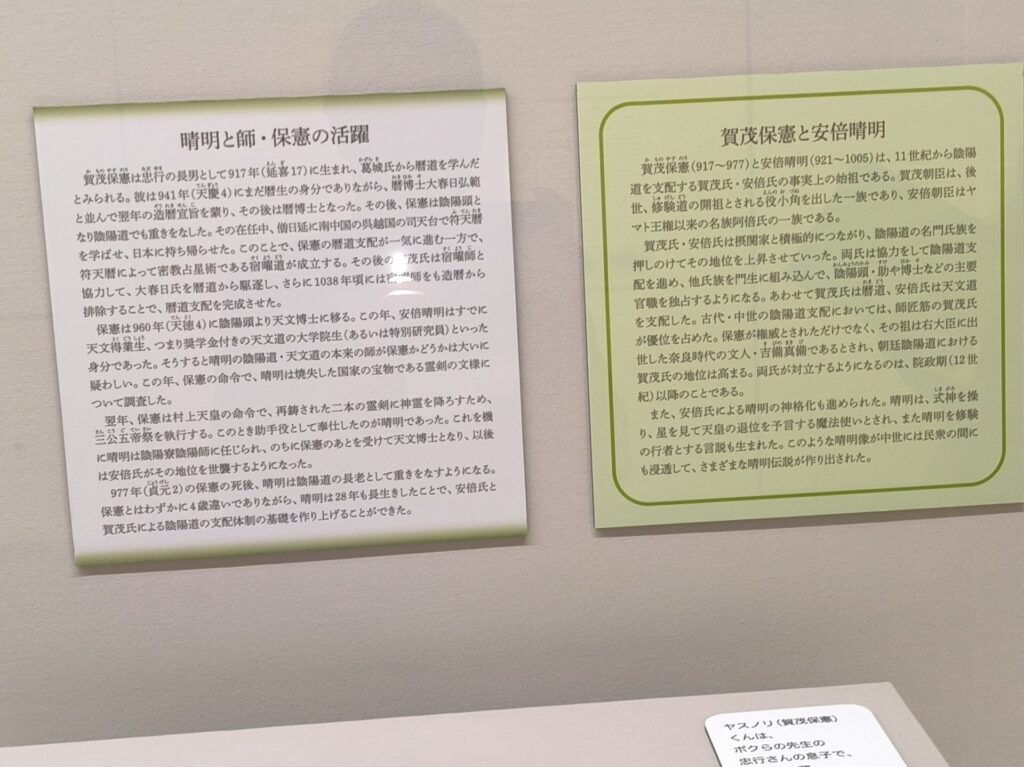 晴明と師・保憲の活躍
賀茂保憲は忠行の長男として917年(延喜17)に生まれ、葛城氏から暦道を学んだ
とみられる。彼は941年(天慶4)にまだ暦生の身分でありながら、暦博士大春日弘範
と並んで翌年の造暦宣旨を蒙り、その後は暦博士となった。その後、保憲は陰陽頭と
なり陰陽道でも重きをなした。その在任中、僧日延に南中国の呉越国の司天台で符天暦
を学ばせ、日本に持ち帰らせた。このことで、保憲の暦道支配が一気に進む一方で、
符天暦によって密教占星術である宿曜道が成立する。その後の賀茂氏は宿曜師と
協力して、大春日氏を暦道から駆逐し、さらに1038年頃には宿曜師をも造暦から
排除することで、暦道支配を完成させた。
保憲は960年(天徳4)に陰陽頭より天文博士に移る。この年、安倍晴明はすでに
天文得業生、つまり奨学金付きの天文道の大学院生(あるいは特別研究員)といった
身分であった。そうすると晴明の陰陽道・天文道の本来の師が保憲かどうかは大いに
疑わしい。この年、保憲の命令で、晴明は焼失した国家の宝物である霊剣の文様に
ついて調査した。
翌年、保憲は村上天皇の命令で、再鋳された二本の霊剣に神霊を降ろすため、
三公五帝祭を執行する。このとき助手役として奉仕したのが晴明であった。これを機
に晴明は陰陽寮陰陽師に任じられ、のちに保憲のあとを受けて天文博士となり、以後
は安倍氏がその地位を世襲するようになった。
977年(貞元2)の保憲の死後、晴明は陰陽道の長老として重きをなすようになる。
保憲とはわずかに4歳違いでありながら、晴明は28年も長生きしたことで、安倍氏と
賀茂氏による陰陽道の支配体制の基礎を作り上げることができた。
賀茂保憲と安倍晴明
賀茂保憲(917〜977)と安倍晴明(921〜1005)は、11世紀から陰陽
道を支配する賀茂氏・安倍氏の事実上の始祖である。賀茂朝臣は、後
世、修験道の開祖とされる役小角を出した一族であり、安倍朝臣はヤ
マト王権以来の名族阿倍氏の一族である。
賀茂氏・安倍氏は摂関家と積極的につながり、陰陽道の名門氏族を
押しのけてその地位を上昇させていった。両氏は協力をして陰陽道支
配を進め、他氏族を門生に組み込んで、陰陽頭・助や博士などの主要
官職を独占するようになる。あわせて賀茂氏は暦道、安倍氏は天文道
を支配した。古代・中世の陰陽道支配においては、師匠筋の賀茂氏
が優位を占めた。保憲が権威とされただけでなく、その祖は右大臣に出
世した奈良時代の文人・吉備真備であるとされ、朝廷陰陽道における
賀茂氏の地位は高まる。両氏が対立するようになるのは、院政期(12世
紀)以降のことである。
また、安倍氏による晴明の神格化も進められた。晴明は、式神を操
り、星を見て天皇の退位を予言する魔法使いとされ、また晴明を修験
の行者とする言説も生まれた。このような晴明像が中世には民衆の間に
も浸透して、さまざまな晴明伝説が作り出された。
ヤスノリ(賀茂保憲)
くんは、
ボクらの先生の
忠行さんの息子で、